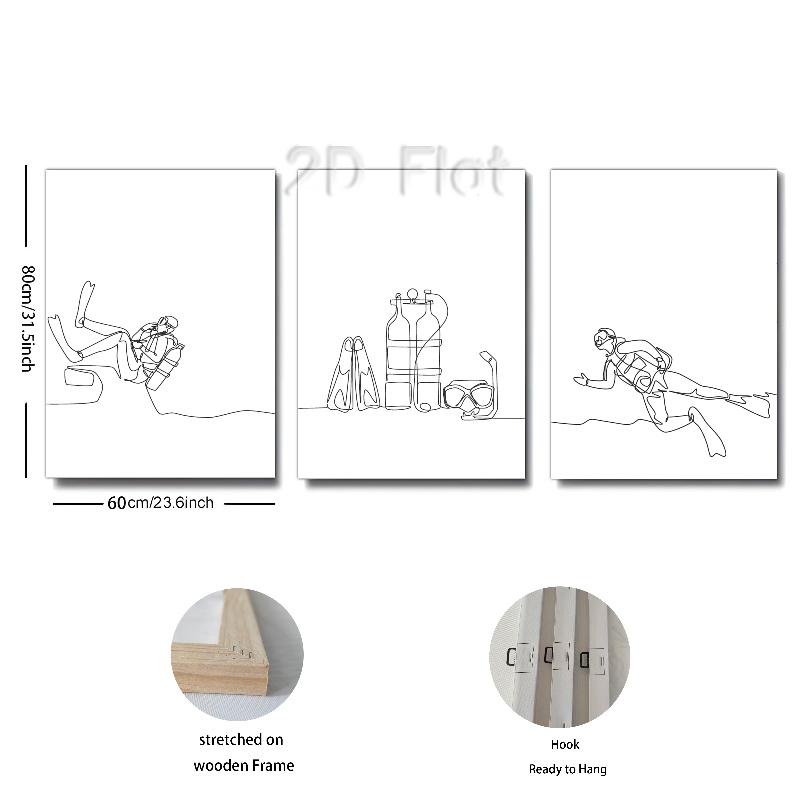 2D Flat
80cm/31.5inch
60cm/23.6inch
stretched on
wooden Frame
Hook
Ready to Hang